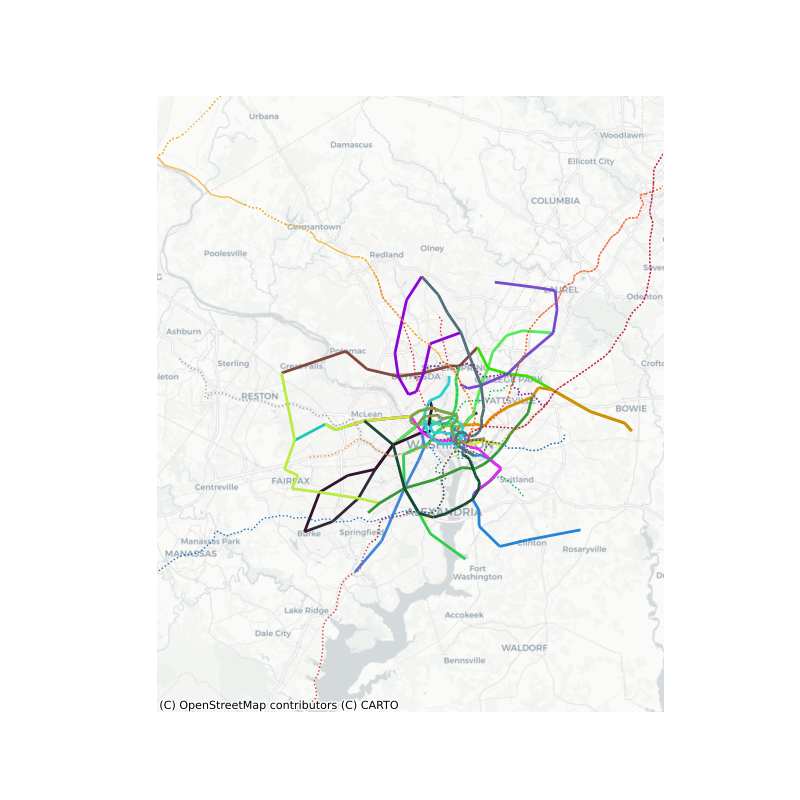 Urbana
Woodlawn
Damascus
Ellicott City
COLUMBIA
Germantown
Olney
Poolesville
Redland
LAUREL
Odenton
Ashburn
Sterling
Potomac
Great Falls
RESTON
McLean
BOWIE
WASHINGTON
FAIRFAX
Centreville
ALEXANDRIA
Burke
Springfield
Manassas Park
MANASSAS
Clinton
Rosaryville
Fort
Washington
Lake Ridge
Accokeek
Dale City
WALDORF
Bennsville
(C) OpenStreetMap contributors (C) CARTO